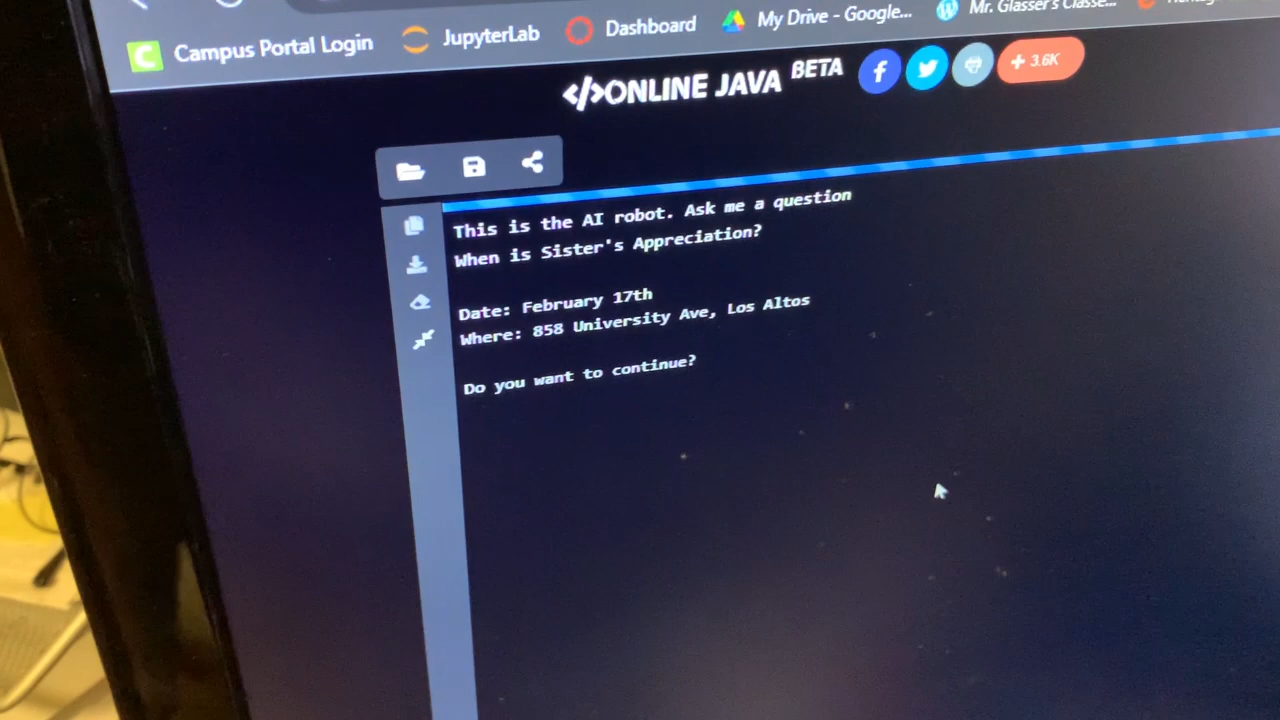 Campus Portal Login JupyterLab Dashboard My Drive - Google... Mr. Glasser's Classe...
</>ONLINE JAVA BETA
+ 3.6K
This is the AI robot. Ask me a question
When is Sister's Appreciation?
Date: February 17th
Where: 858 University Ave, Los Altos
Do you want to continue?